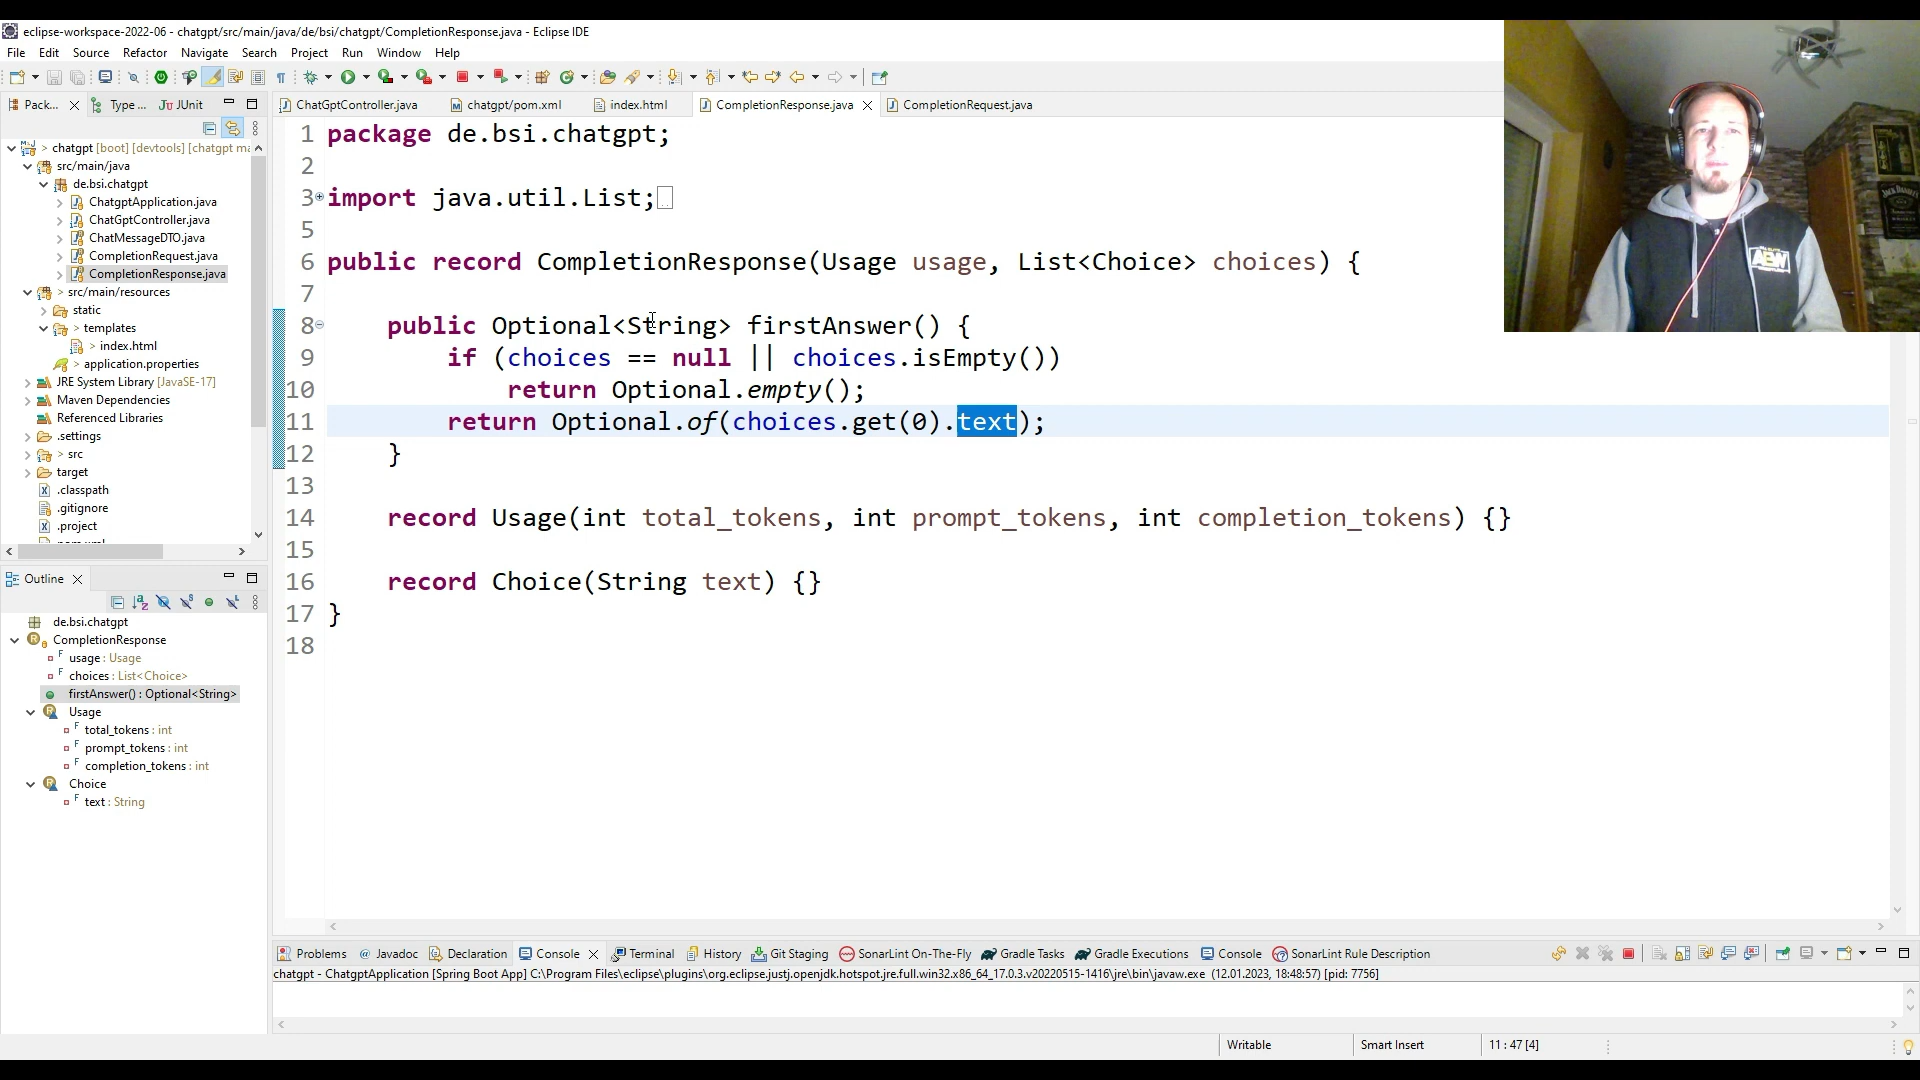 eclipse-workspace-2022-06 - chatgpt/src/main/java/de/bsi/chatgpt/CompletionResponse.java - Eclipse IDE
File Edit Source Refactor Navigate Search Project Run Window Help
Pack... Type ... JUnit
ChatGptController.java chatgpt/pom.xml index.html CompletionResponse.java CompletionRequest.java
> chatgpt [boot] [devtools] [chatgpt ma
src/main/java
de.bsi.chatgpt
ChatgptApplication.java
ChatGptController.java
ChatMessageDTO.java
CompletionRequest.java
CompletionResponse.java
> src/main/resources
static
> templates
> index.html
> application.properties
JRE System Library [JavaSE-17]
Maven Dependencies
Referenced Libraries
.settings
> src
target
.classpath
.gitignore
.project
Outline
de.bsi.chatgpt
CompletionResponse
usage : Usage
choices : List<Choice>
firstAnswer() : Optional<String>
Usage
total_tokens : int
prompt_tokens : int
completion_tokens : int
Choice
text : String
1 package de.bsi.chatgpt;
2
3 import java.util.List;
5
6 public record CompletionResponse(Usage usage, List<Choice> choices) {
7
8 public Optional<String> firstAnswer() {
9 if (choices == null || choices.isEmpty())
10 return Optional.empty();
11 return Optional.of(choices.get(0).text);
12 }
13
14 record Usage(int total_tokens, int prompt_tokens, int completion_tokens) {}
15
16 record Choice(String text) {}
17 }
18
JACK DANIEL'S
AEW
Problems Javadoc Declaration Console Terminal History Git Staging SonarLint On-The-Fly Gradle Tasks Gradle Executions Console SonarLint Rule Description
chatgpt - ChatgptApplication [Spring Boot App] C:\Program Files\eclipse\plugins\org.eclipse.justj.openjdk.hotspot.jre.full.win32.x86_64_17.0.3.v20220515-1416\jre\bin\javaw.exe (12.01.2023, 18:48:57) [pid: 7756]
Writable Smart Insert 11 : 47 [4]